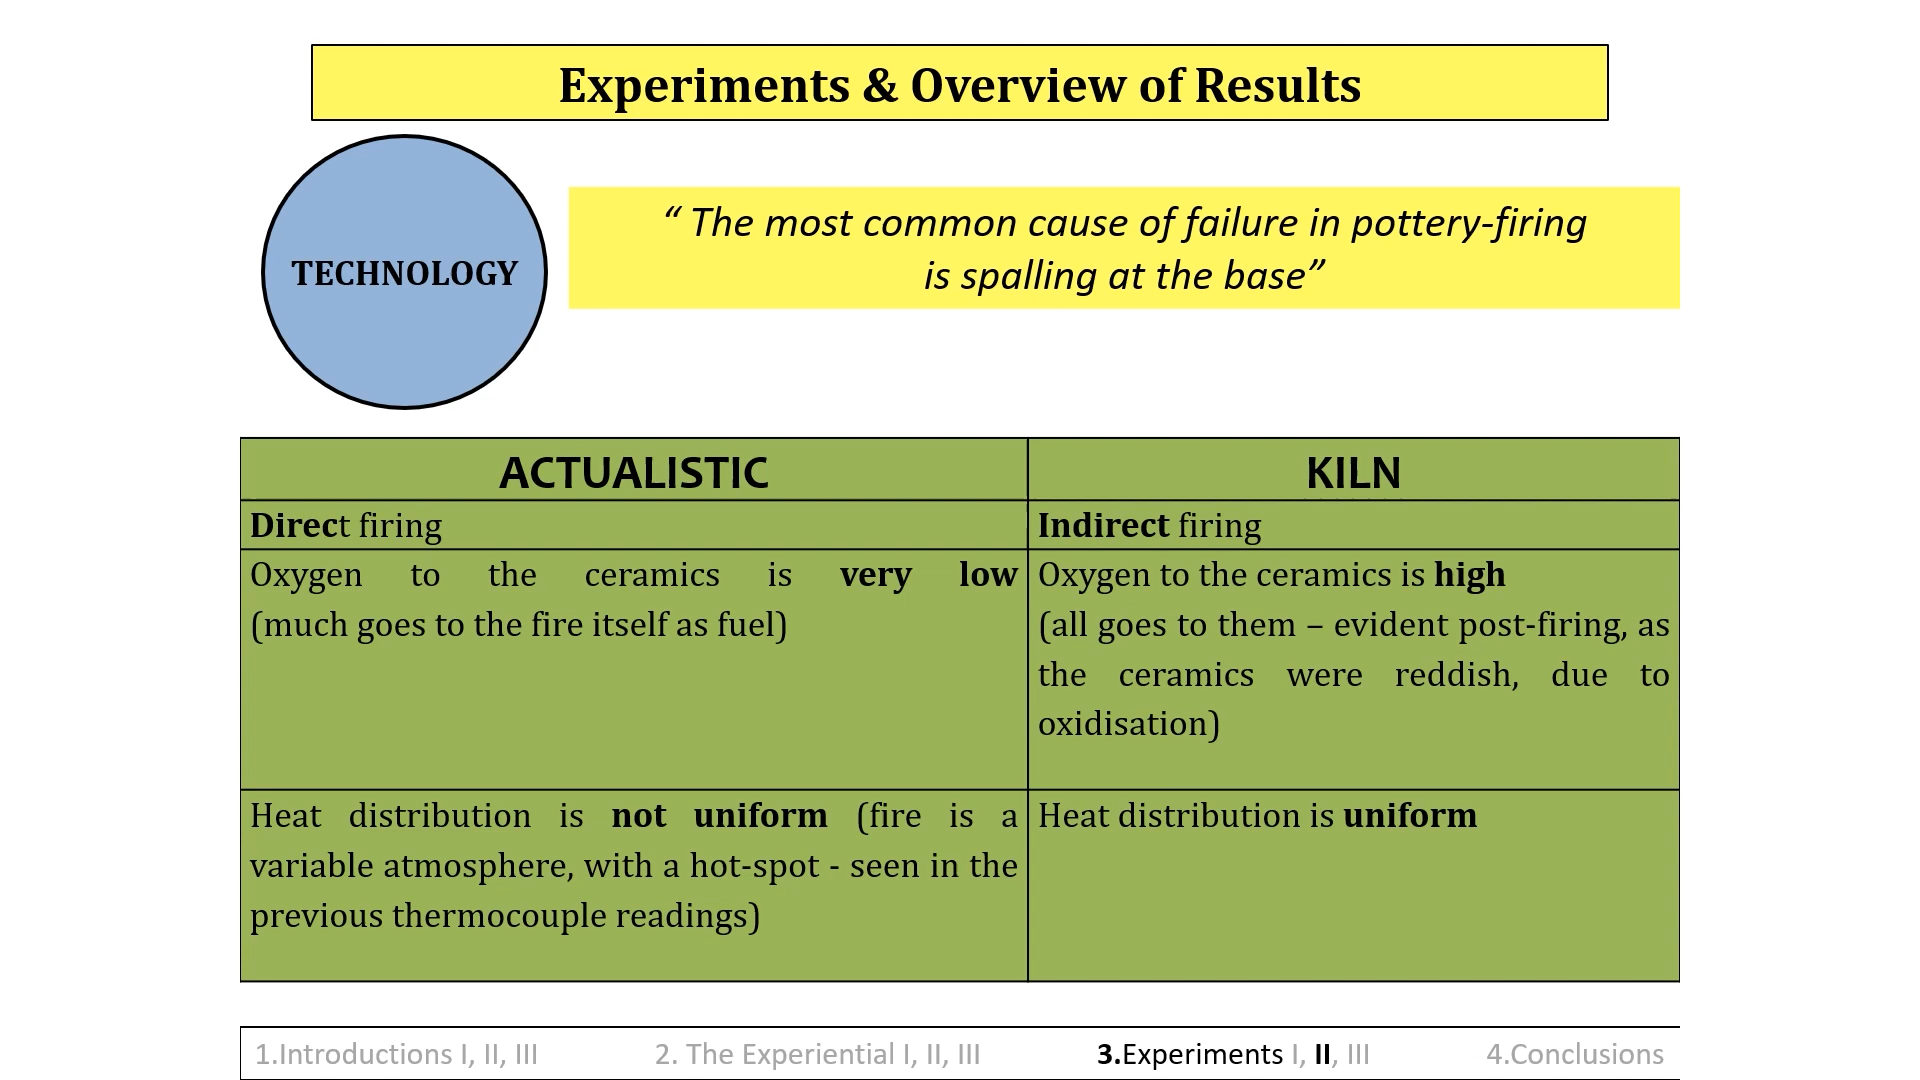 Experiments & Overview of Results
TECHNOLOGY
“ The most common cause of failure in pottery-firing
is spalling at the base”
ACTUALISTIC
KILN
Direct firing
Indirect firing
Oxygen to the ceramics is very low
(much goes to the fire itself as fuel)
Oxygen to the ceramics is high
(all goes to them – evident post-firing, as
the ceramics were reddish, due to
oxidisation)
Heat distribution is not uniform (fire is a
variable atmosphere, with a hot-spot - seen in the
previous thermocouple readings)
Heat distribution is uniform
1.Introductions I, II, III 2. The Experiential I, II, III 3.Experiments I, II, III 4.Conclusions